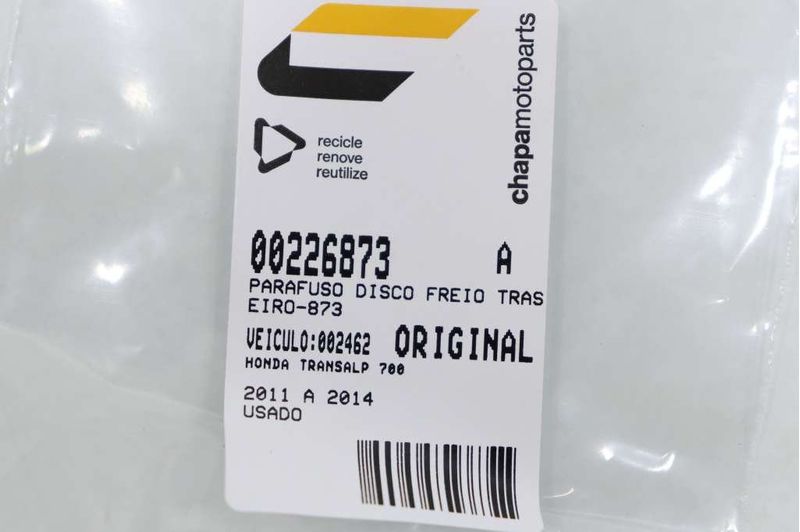 chapamotoparts
recicle
renove
reutilize
00226873 A
PARAFUSO DISCO FREIO TRAS
EIRO-873
VEICULO:002462 ORIGINAL
HONDA TRANSALP 700
2011 A 2014
USADO